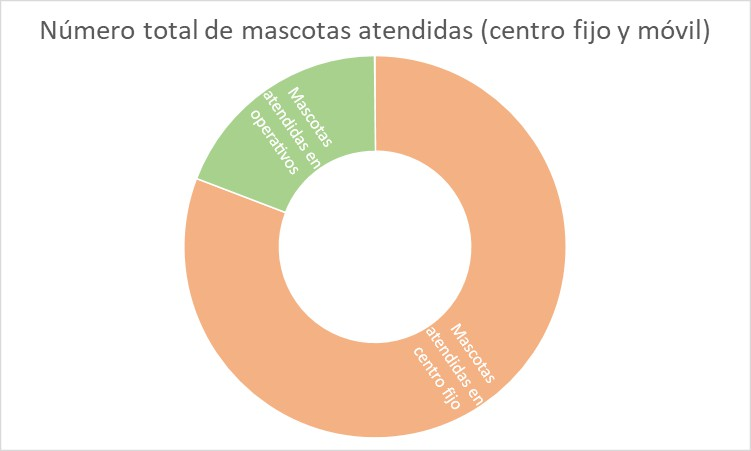 Número total de mascotas atendidas (centro fijo y móvil)
Mascotas
atendidas en
operativos
Mascotas
atendidas en
centro fijo